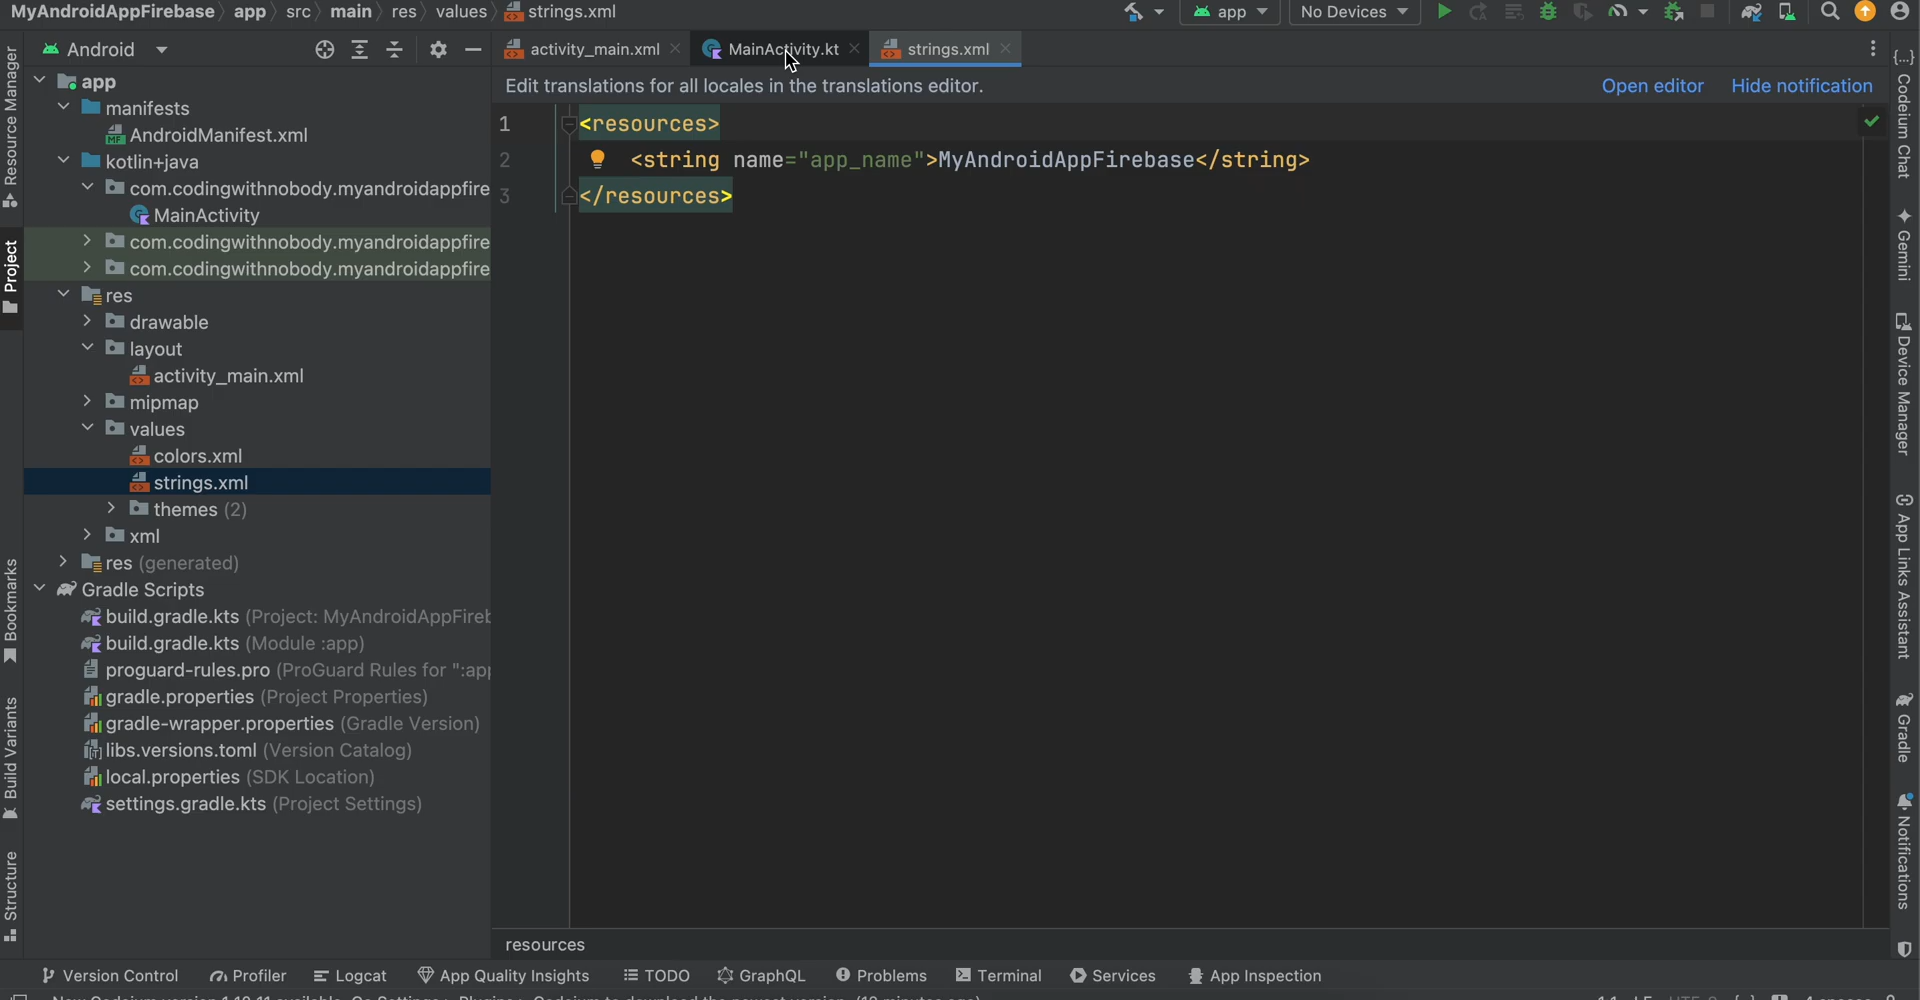 MyAndroidAppFirebase app src main res values strings.xml
app No Devices
Android
activity_main.xml MainActivity.kt strings.xml
Edit translations for all locales in the translations editor. Open editor Hide notification
app
manifests
AndroidManifest.xml
kotlin+java
com.codingwithnobody.myandroidappfire
MainActivity
com.codingwithnobody.myandroidappfire
com.codingwithnobody.myandroidappfire
res
drawable
layout
activity_main.xml
mipmap
values
colors.xml
strings.xml
themes (2)
xml
res (generated)
Gradle Scripts
build.gradle.kts (Project: MyAndroidAppFireb
build.gradle.kts (Module :app)
proguard-rules.pro (ProGuard Rules for ":app
gradle.properties (Project Properties)
gradle-wrapper.properties (Gradle Version)
libs.versions.toml (Version Catalog)
local.properties (SDK Location)
settings.gradle.kts (Project Settings)
1 <resources>
2 <string name="app_name">MyAndroidAppFirebase</string>
3 </resources>
resources
Resource Manager
Project
Bookmarks
Build Variants
Structure
{...} Codeium Chat
Gemini
Device Manager
App Links Assistant
Gradle
Notifications
Version Control Profiler Logcat App Quality Insights TODO GraphQL Problems Terminal Services App Inspection